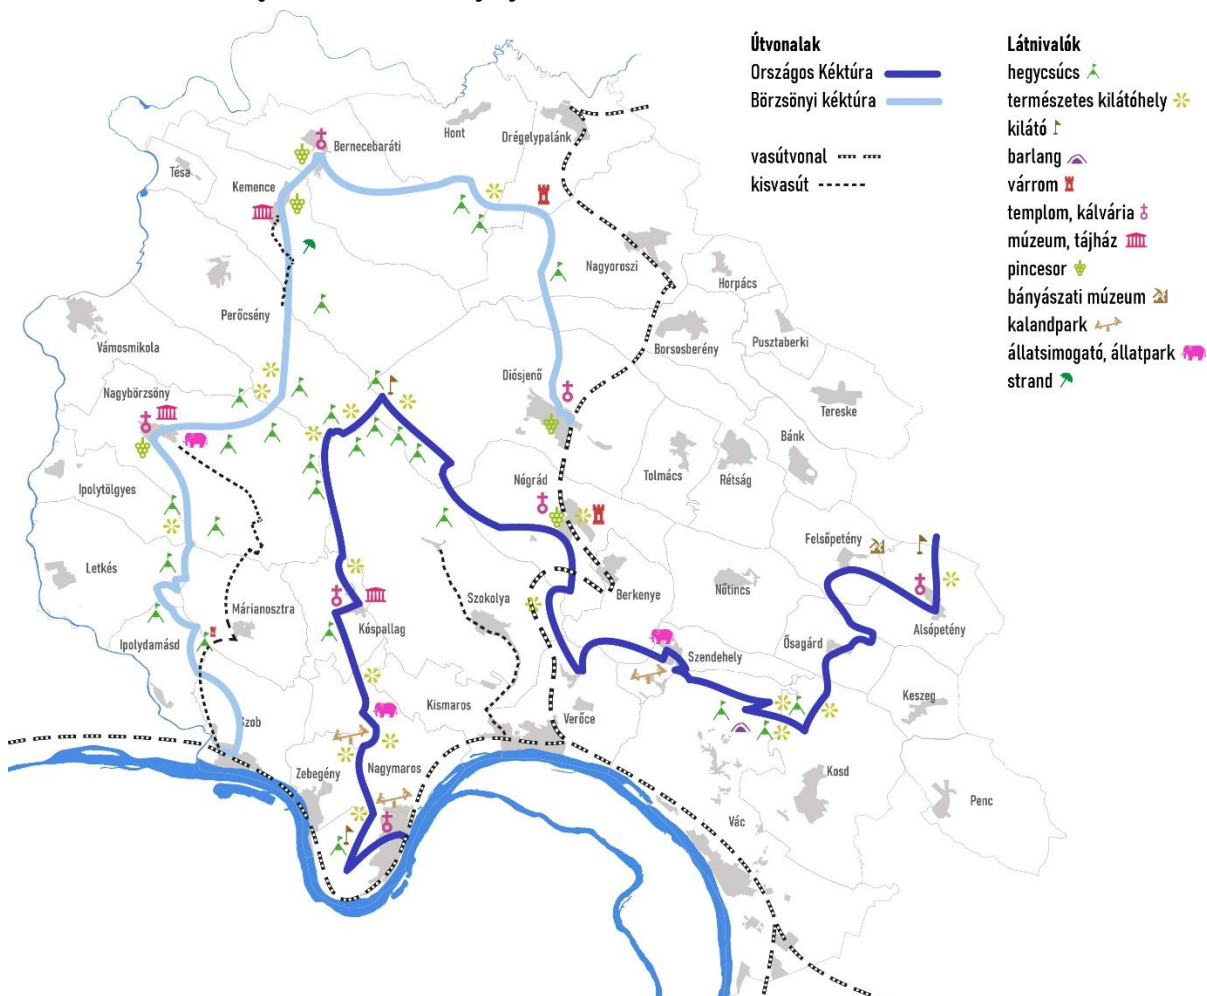 Útvonalak
Országos Kéktúra
Börzsönyi kéktúra
vasútvonal
kisvasút
Látnivalók
hegycsúcs
természetes kilátóhely
kilátó
barlang
várrom
templom, kálvária
múzeum, tájház
pincesor
bányászati múzeum
kalandpark
állatsimogató, állatpark
strand
Hont
Drégelypalánk
Bernecebaráti
Tésa
Kemence
Nagyoroszi
Horpács
Perőcsény
Pusztaberki
Vámosmikola
Borsosberény
Diósjenő
Nagybörzsöny
Tereske
Bánk
Ipolytölgyes
Nógrád
Tolmács
Rétság
Felsőpetény
Letkés
Nőtincs
Berkenye
Márianosztra
Szokolya
Kóspallag
Alsópetény
Ipolydamásd
Ősagárd
Szendehely
Keszeg
Kismaros
Verőce
Szob
Zebegény
Nagymaros
Kosd
Penc
Vác